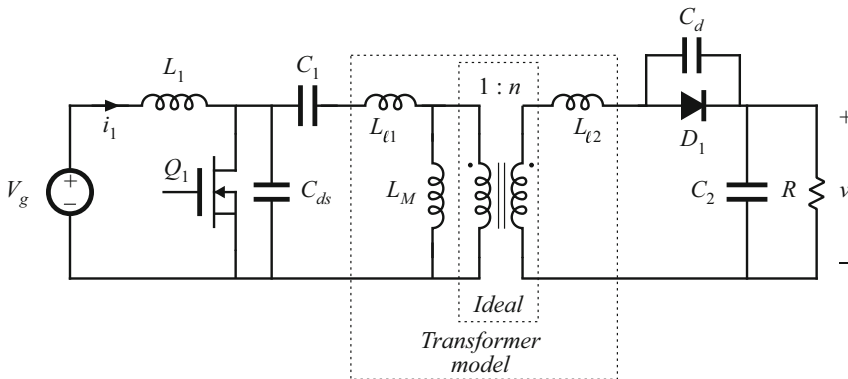 C_d
L_1
C_1
1 : n
i_1
L_ℓ1
L_ℓ2
D_1
+
Q_1
V_g
+
−
C_ds
L_M
C_2
R
v
−
Ideal
Transformer
model